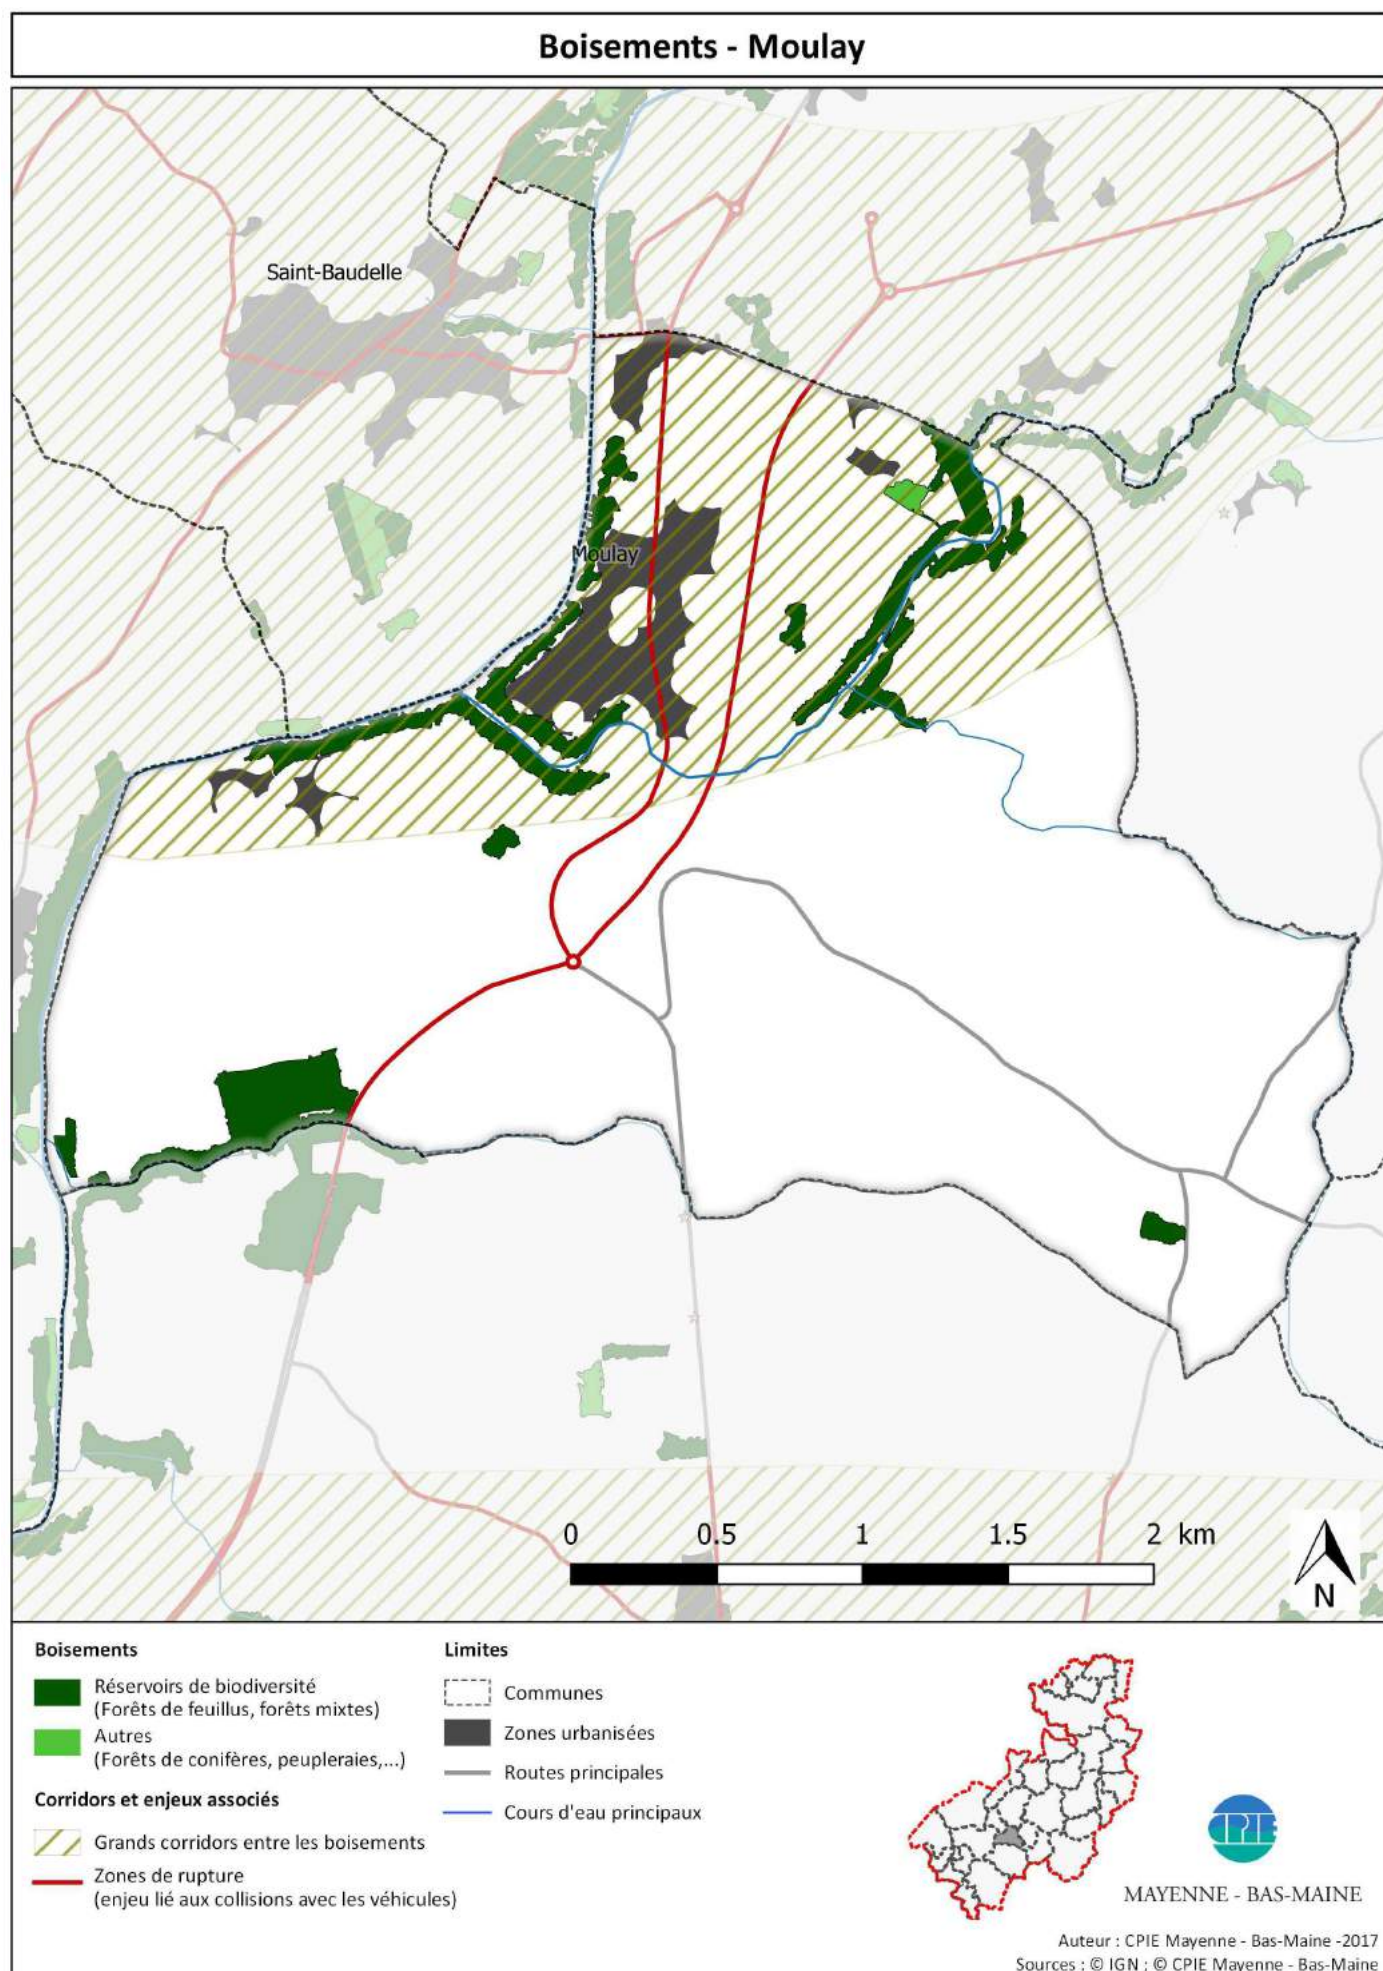 Boisements - Moulay
Saint-Baudelle
Moulay
0 0.5 1 1.5 2 km
N
Boisements
Réservoirs de biodiversité
(Forêts de feuillus, forêts mixtes)
Autres
(Forêts de conifères, peupleraies,...)
Corridors et enjeux associés
Grands corridors entre les boisements
Zones de rupture
(enjeu lié aux collisions avec les véhicules)
Limites
Communes
Zones urbanisées
Routes principales
Cours d'eau principaux
CPIE
MAYENNE - BAS-MAINE
Auteur : CPIE Mayenne - Bas-Maine -2017
Sources : © IGN ; © CPIE Mayenne - Bas-Maine